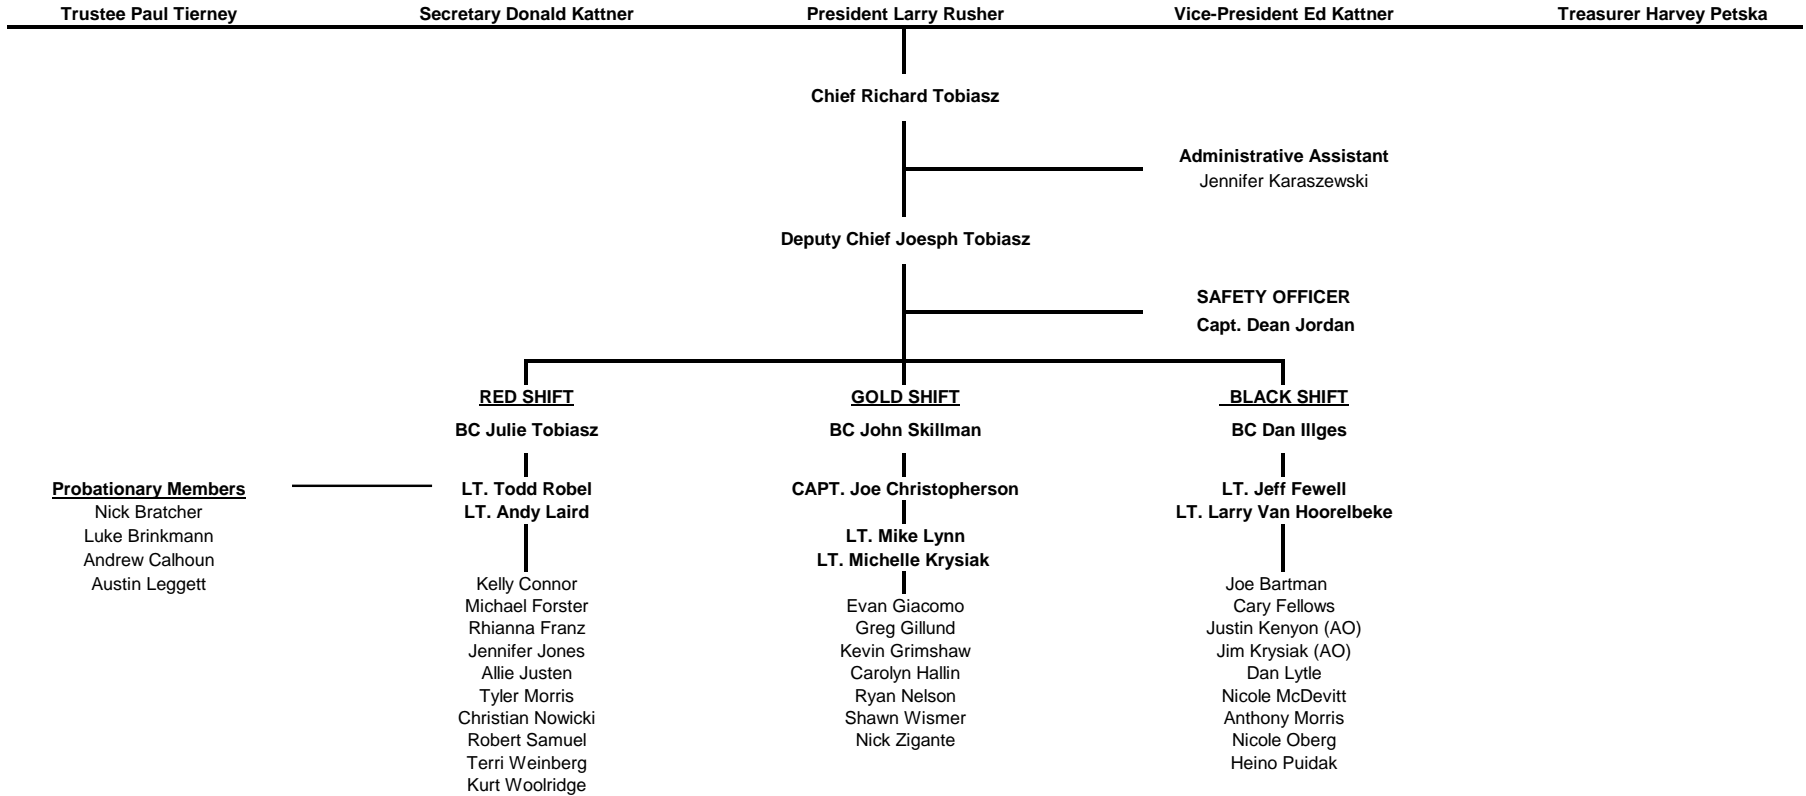 Trustee Paul Tierney
Secretary Donald Kattner
President Larry Rusher
Vice-President Ed Kattner
Treasurer Harvey Petska
Chief Richard Tobiasz
Administrative Assistant
Jennifer Karaszewski
Deputy Chief Joesph Tobiasz
SAFETY OFFICER
Capt. Dean Jordan
RED SHIFT
BC Julie Tobiasz
LT. Todd Robel
LT. Andy Laird
Kelly Connor
Michael Forster
Rhianna Franz
Jennifer Jones
Allie Justen
Tyler Morris
Christian Nowicki
Robert Samuel
Terri Weinberg
Kurt Woolridge
Probationary Members
Nick Bratcher
Luke Brinkmann
Andrew Calhoun
Austin Leggett
GOLD SHIFT
BC John Skillman
CAPT. Joe Christopherson
LT. Mike Lynn
LT. Michelle Krysiak
Evan Giacomo
Greg Gillund
Kevin Grimshaw
Carolyn Hallin
Ryan Nelson
Shawn Wismer
Nick Zigante
BLACK SHIFT
BC Dan Illges
LT. Jeff Fewell
LT. Larry Van Hoorelbeke
Joe Bartman
Cary Fellows
Justin Kenyon (AO)
Jim Krysiak (AO)
Dan Lytle
Nicole McDevitt
Anthony Morris
Nicole Oberg
Heino Puidak